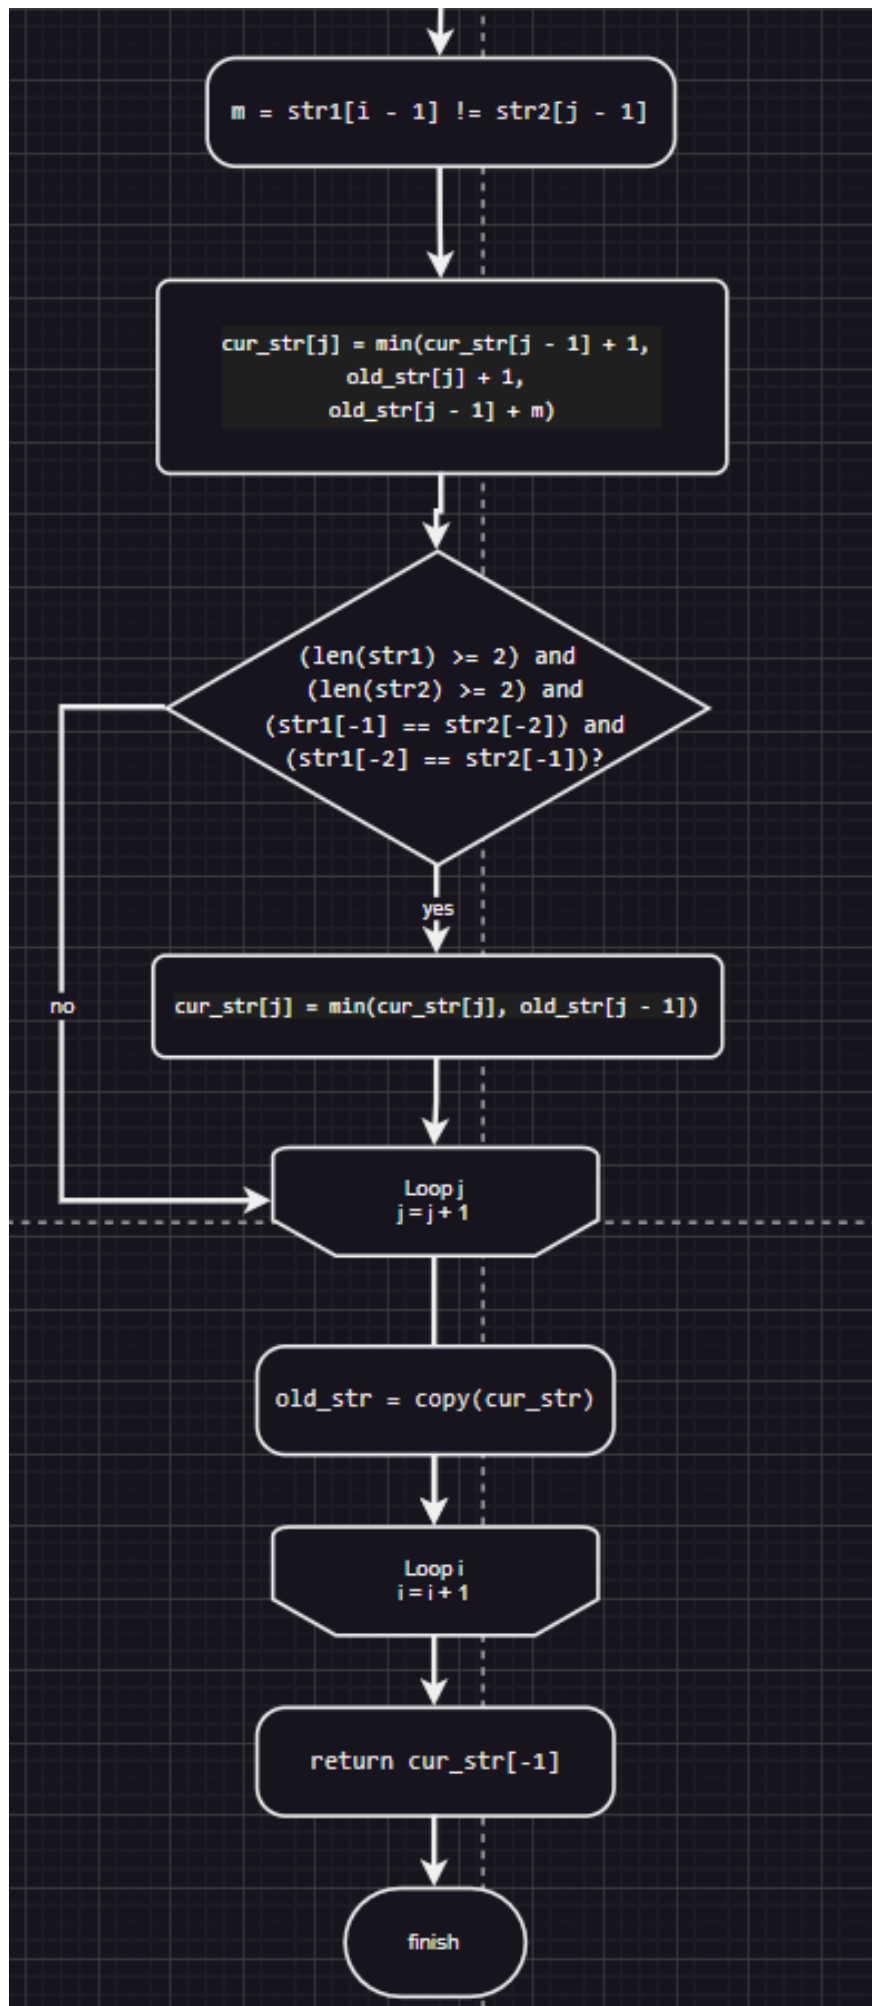 m = str1[i - 1] != str2[j - 1]
cur_str[j] = min(cur_str[j - 1] + 1,
old_str[j] + 1,
old_str[j - 1] + m)
(len(str1) >= 2) and
(len(str2) >= 2) and
(str1[-1] == str2[-2]) and
(str1[-2] == str2[-1])?
yes
no
cur_str[j] = min(cur_str[j], old_str[j - 1])
Loop j
j = j + 1
old_str = copy(cur_str)
Loop i
i = i + 1
return cur_str[-1]
finish